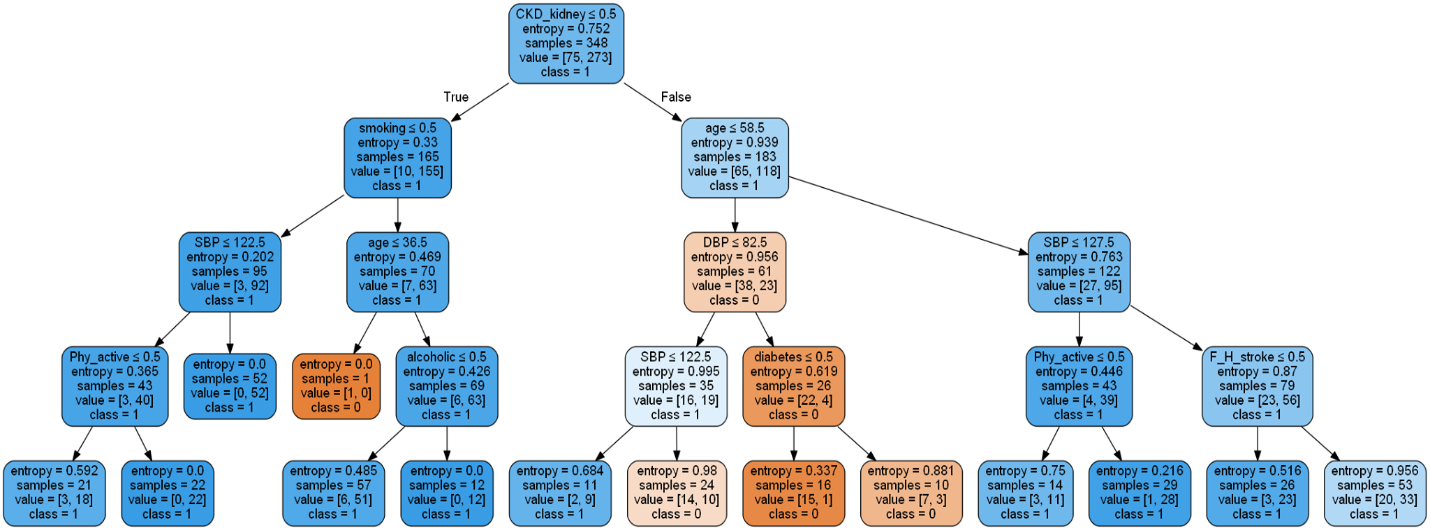 CKD_kidney ≤ 0.5
entropy = 0.752
samples = 348
value = [75, 273]
class = 1
True
False
smoking ≤ 0.5
entropy = 0.33
samples = 165
value = [10, 155]
class = 1
age ≤ 58.5
entropy = 0.939
samples = 183
value = [65, 118]
class = 1
SBP ≤ 122.5
entropy = 0.202
samples = 95
value = [3, 92]
class = 1
age ≤ 36.5
entropy = 0.469
samples = 70
value = [7, 63]
class = 1
DBP ≤ 82.5
entropy = 0.956
samples = 61
value = [38, 23]
class = 0
SBP ≤ 127.5
entropy = 0.763
samples = 122
value = [27, 95]
class = 1
Phy_active ≤ 0.5
entropy = 0.365
samples = 43
value = [3, 40]
class = 1
entropy = 0.0
samples = 52
value = [0, 52]
class = 1
entropy = 0.0
samples = 1
value = [1, 0]
class = 0
alcoholic ≤ 0.5
entropy = 0.426
samples = 69
value = [6, 63]
class = 1
SBP ≤ 122.5
entropy = 0.995
samples = 35
value = [16, 19]
class = 1
diabetes ≤ 0.5
entropy = 0.619
samples = 26
value = [22, 4]
class = 0
Phy_active ≤ 0.5
entropy = 0.446
samples = 43
value = [4, 39]
class = 1
F_H_stroke ≤ 0.5
entropy = 0.87
samples = 79
value = [23, 56]
class = 1
entropy = 0.592
samples = 21
value = [3, 18]
class = 1
entropy = 0.0
samples = 22
value = [0, 22]
class = 1
entropy = 0.485
samples = 57
value = [6, 51]
class = 1
entropy = 0.0
samples = 12
value = [0, 12]
class = 1
entropy = 0.684
samples = 11
value = [2, 9]
class = 1
entropy = 0.98
samples = 24
value = [14, 10]
class = 0
entropy = 0.337
samples = 16
value = [15, 1]
class = 0
entropy = 0.881
samples = 10
value = [7, 3]
class = 0
entropy = 0.75
samples = 14
value = [3, 11]
class = 1
entropy = 0.216
samples = 29
value = [1, 28]
class = 1
entropy = 0.516
samples = 26
value = [3, 23]
class = 1
entropy = 0.956
samples = 53
value = [20, 33]
class = 1